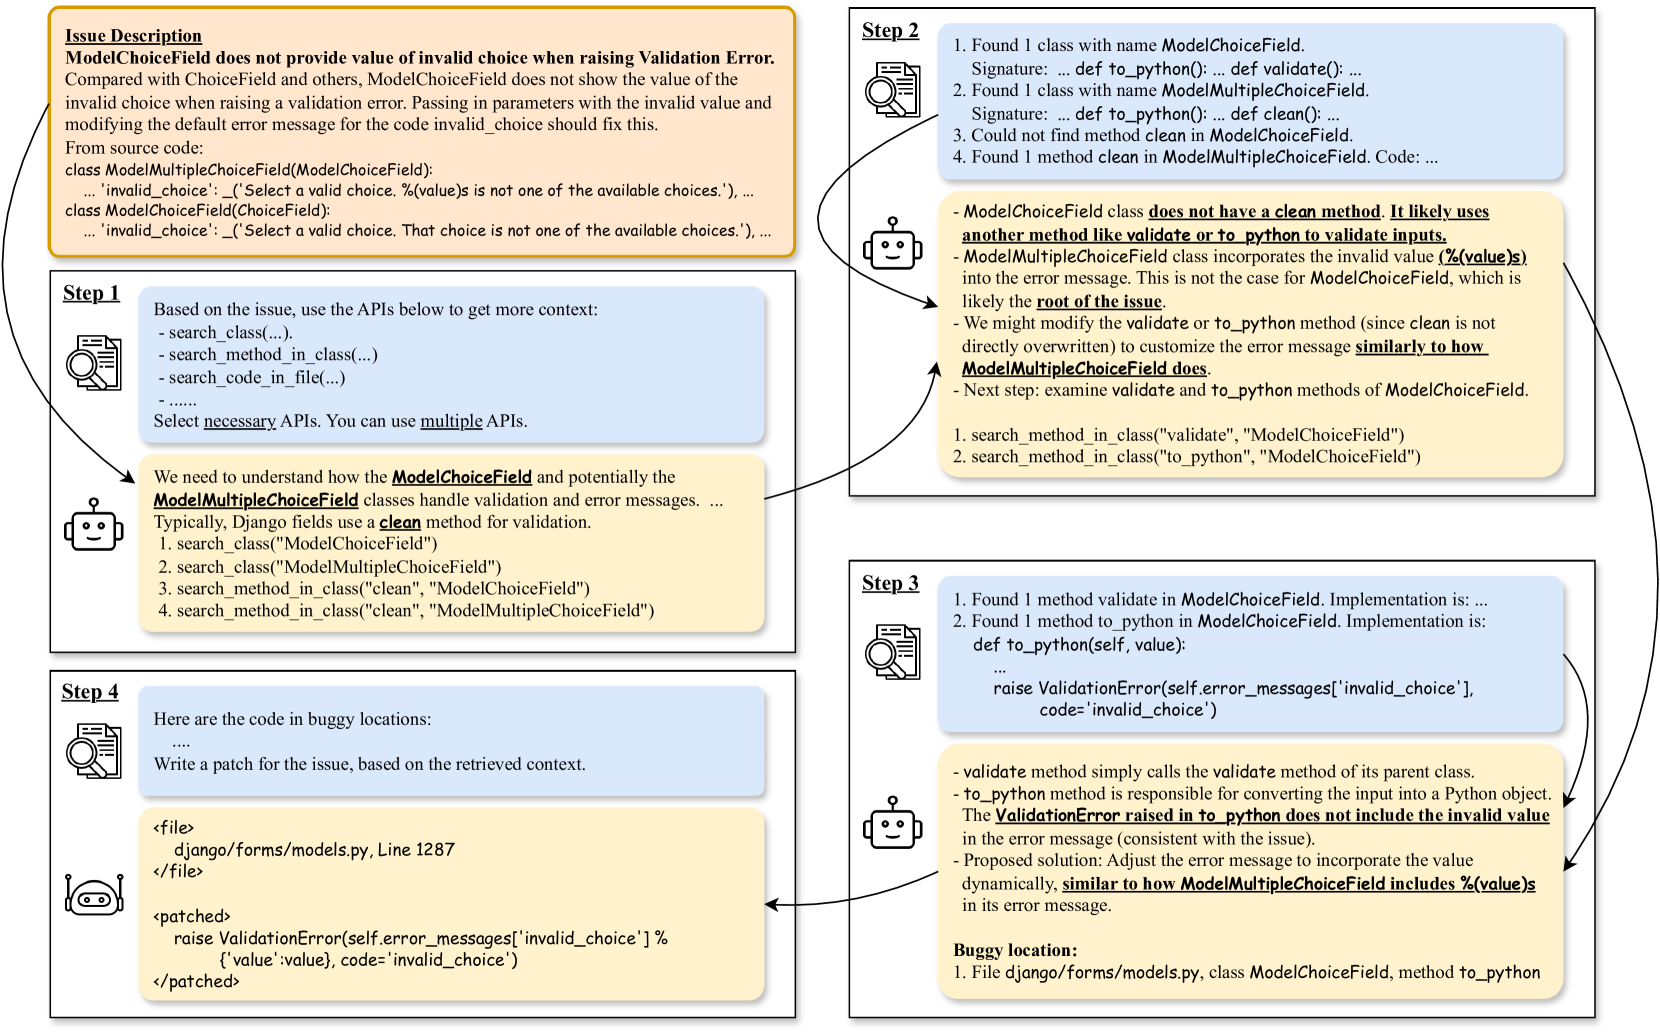 Issue Description
ModelChoiceField does not provide value of invalid choice when raising Validation Error.
Compared with ChoiceField and others, ModelChoiceField does not show the value of the
invalid choice when raising a validation error. Passing in parameters with the invalid value and
modifying the default error message for the code invalid_choice should fix this.
From source code:
class ModelMultipleChoiceField(ModelChoiceField):
... 'invalid_choice': _('Select a valid choice. %(value)s is not one of the available choices.'), ...
class ModelChoiceField(ChoiceField):
... 'invalid_choice': _('Select a valid choice. That choice is not one of the available choices.'), ...
Step 1
Based on the issue, use the APIs below to get more context:
- search_class(...).
- search_method_in_class(...)
- search_code_in_file(...)
- ......
Select necessary APIs. You can use multiple APIs.
We need to understand how the ModelChoiceField and potentially the
ModelMultipleChoiceField classes handle validation and error messages. ...
Typically, Django fields use a clean method for validation.
1. search_class("ModelChoiceField")
2. search_class("ModelMultipleChoiceField")
3. search_method_in_class("clean", "ModelChoiceField")
4. search_method_in_class("clean", "ModelMultipleChoiceField")
Step 2
1. Found 1 class with name ModelChoiceField.
Signature: ... def to_python(): ... def validate(): ...
2. Found 1 class with name ModelMultipleChoiceField.
Signature: ... def to_python(): ... def clean(): ...
3. Could not find method clean in ModelChoiceField.
4. Found 1 method clean in ModelMultipleChoiceField. Code: ...
- ModelChoiceField class does not have a clean method. It likely uses
another method like validate or to_python to validate inputs.
- ModelMultipleChoiceField class incorporates the invalid value (%(value)s)
into the error message. This is not the case for ModelChoiceField, which is
likely the root of the issue.
- We might modify the validate or to_python method (since clean is not
directly overwritten) to customize the error message similarly to how
ModelMultipleChoiceField does.
- Next step: examine validate and to_python methods of ModelChoiceField.
1. search_method_in_class("validate", "ModelChoiceField")
2. search_method_in_class("to_python", "ModelChoiceField")
Step 3
1. Found 1 method validate in ModelChoiceField. Implementation is: ...
2. Found 1 method to_python in ModelChoiceField. Implementation is:
def to_python(self, value):
...
raise ValidationError(self.error_messages['invalid_choice'],
code='invalid_choice')
- validate method simply calls the validate method of its parent class.
- to_python method is responsible for converting the input into a Python object.
The ValidationError raised in to_python does not include the invalid value
in the error message (consistent with the issue).
- Proposed solution: Adjust the error message to incorporate the value
dynamically, similar to how ModelMultipleChoiceField includes %(value)s
in its error message.
Buggy location:
1. File django/forms/models.py, class ModelChoiceField, method to_python
Step 4
Here are the code in buggy locations:
....
Write a patch for the issue, based on the retrieved context.
<file>
django/forms/models.py, Line 1287
</file>
<patched>
raise ValidationError(self.error_messages['invalid_choice'] %
{'value':value}, code='invalid_choice')
</patched>